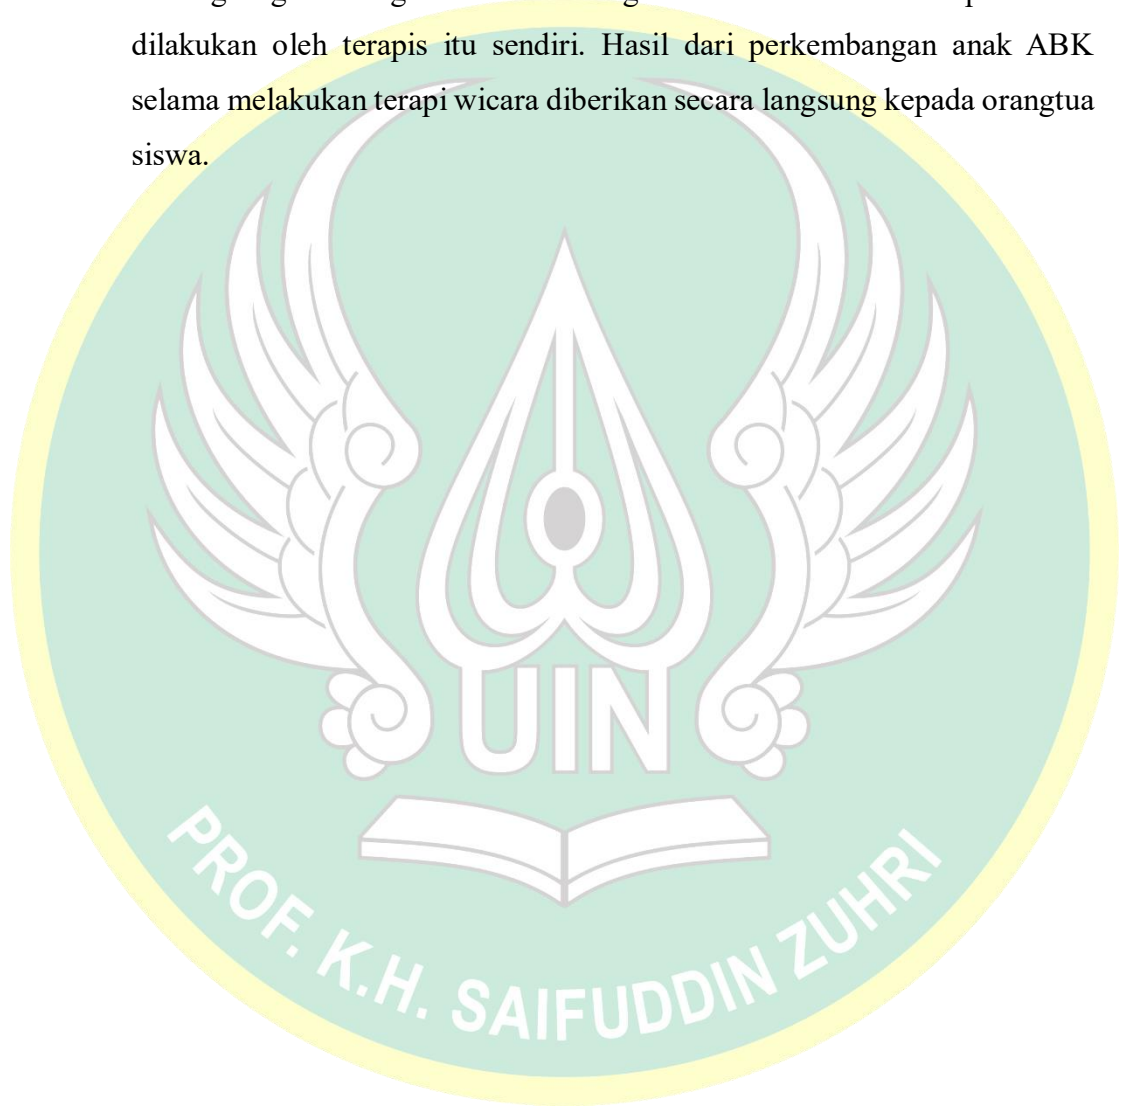 dilakukan oleh terapis itu sendiri. Hasil dari perkembangan anak ABK
selama melakukan terapi wicara diberikan secara langsung kepada orangtua
siswa.
UIN
PROF. K.H. SAIFUDDIN ZUHRI